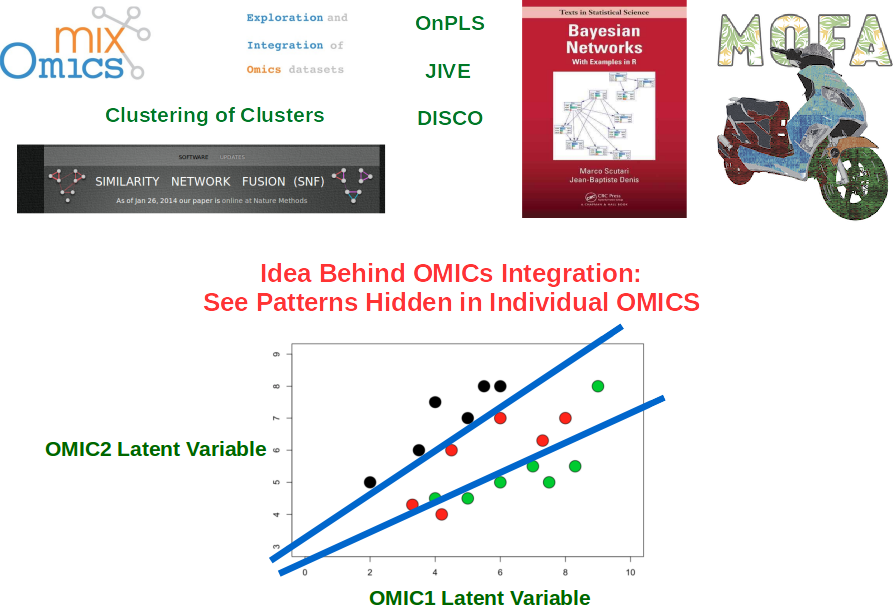 mix
Omics
Exploration and
Integration of
Omics datasets
OnPLS
JIVE
DISCO
Clustering of Clusters
SOFTWARE UPDATES
SIMILARITY NETWORK FUSION (SNF)
As of jan 26, 2014 our paper is online at Nature Methods
Texts in Statistical Science
Bayesian
Networks
With Examples in R
Marco Scutari
Jean-Baptiste Denis
CRC Press
MOFA
Idea Behind OMICs Integration:
See Patterns Hidden in Individual OMICS
OMIC2 Latent Variable
9
8
7
6
5
4
3
0 2 4 6 8 10
OMIC1 Latent Variable